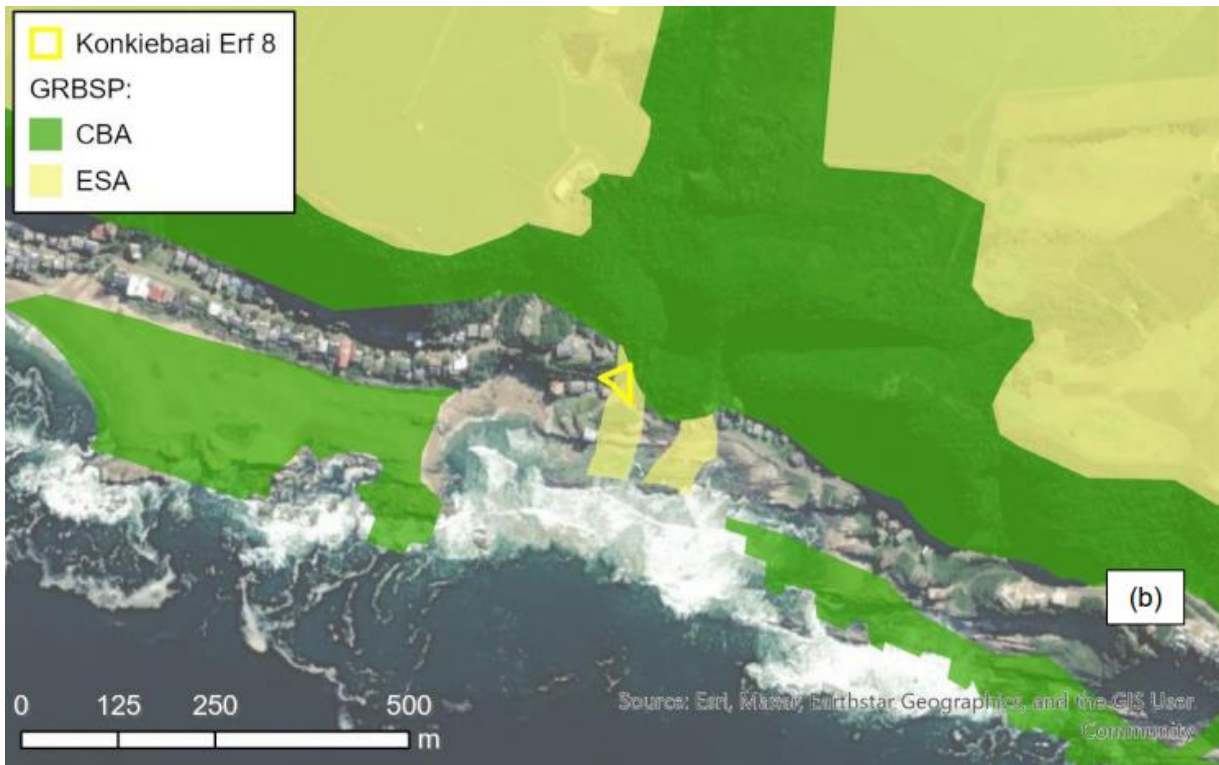 Konkiebaai Erf 8
GRBSP:
CBA
ESA
(b)
0 125 250 500
m
Source: Esri, Maxar, Earthstar Geographics, and the GIS User
Community